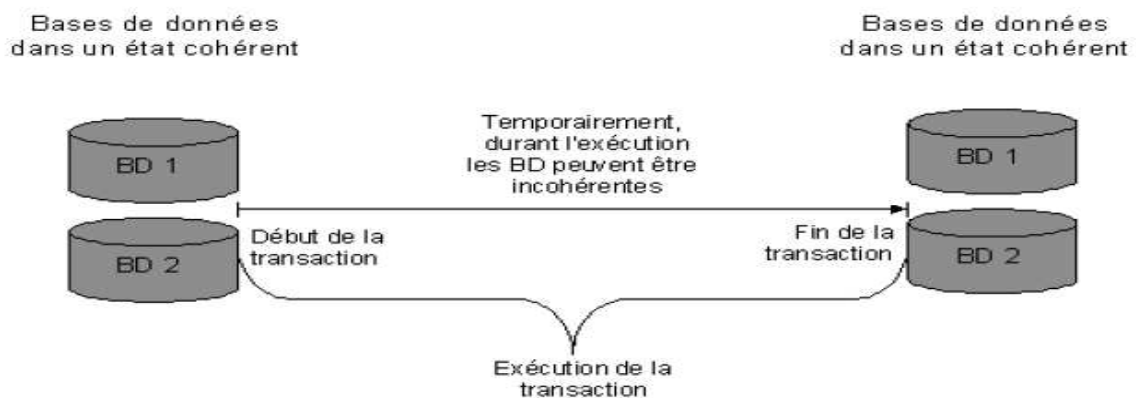 Bases de données
dans un état cohérent
Bases de données
dans un état cohérent
Temporairement,
durant l'exécution
les BD peuvent être
incohérentes
BD 1
BD 1
Début de la
transaction
Fin de la
transaction
BD 2
BD 2
Exécution de la
transaction